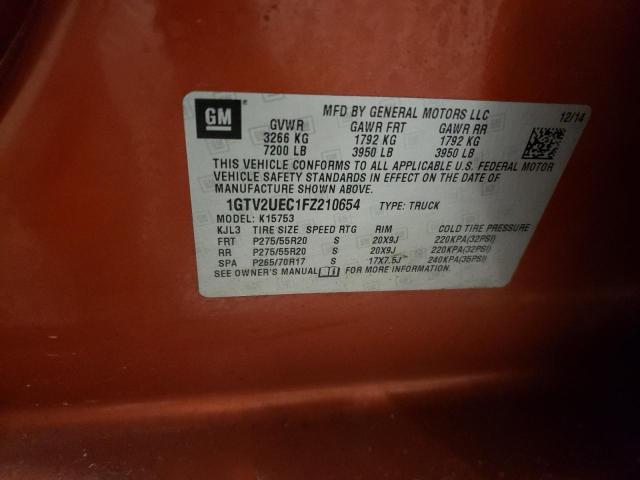 GM
MFD BY GENERAL MOTORS LLC
12/14
GVWR GAWR FRT GAWR RR
3266 KG 1792 KG 1792 KG
7200 LB 3950 LB 3950 LB
THIS VEHICLE CONFORMS TO ALL APPLICABLE U.S. FEDERAL MOTOR
VEHICLE SAFETY STANDARDS IN EFFECT ON THE DATE OF
MANUFACTURE SHOWN ABOVE.
1GTV2UEC1FZ210654 TYPE: TRUCK
MODEL: K15753
KJL3 TIRE SIZE SPEED RTG RIM COLD TIRE PRESSURE
FRT P275/55R20 S 20X9J 220KPA(32PSI)
RR P275/55R20 S 20X9J 220KPA(32PSI)
SPA P265/70R17 S 17X7.5J 240KPA(35PSI)
SEE OWNER'S MANUAL FOR MORE INFORMATION.